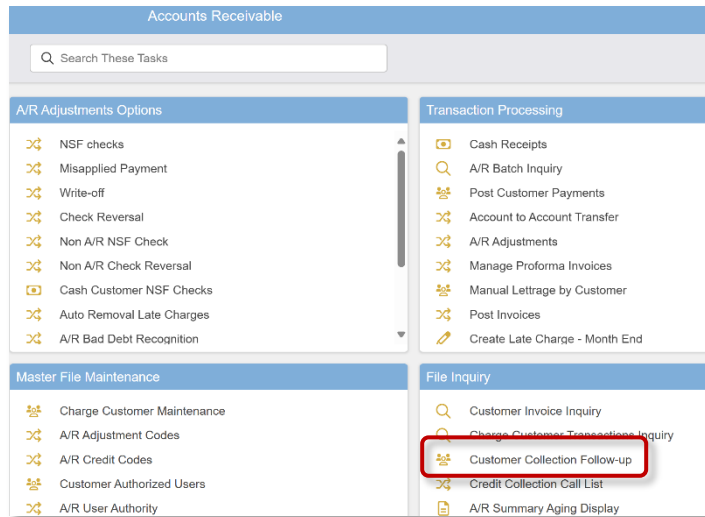 Accounts Receivable
Search These Tasks
A/R Adjustments Options
NSF checks
Misapplied Payment
Write-off
Check Reversal
Non A/R NSF Check
Non A/R Check Reversal
Cash Customer NSF Checks
Auto Removal Late Charges
A/R Bad Debt Recognition
Transaction Processing
Cash Receipts
A/R Batch Inquiry
Post Customer Payments
Account to Account Transfer
A/R Adjustments
Manage Proforma Invoices
Manual Lettrage by Customer
Post Invoices
Create Late Charge - Month End
Master File Maintenance
Charge Customer Maintenance
A/R Adjustment Codes
A/R Credit Codes
Customer Authorized Users
A/R User Authority
File Inquiry
Customer Invoice Inquiry
Charge Customer Transactions Inquiry
Customer Collection Follow-up
Credit Collection Call List
A/R Summary Aging Display